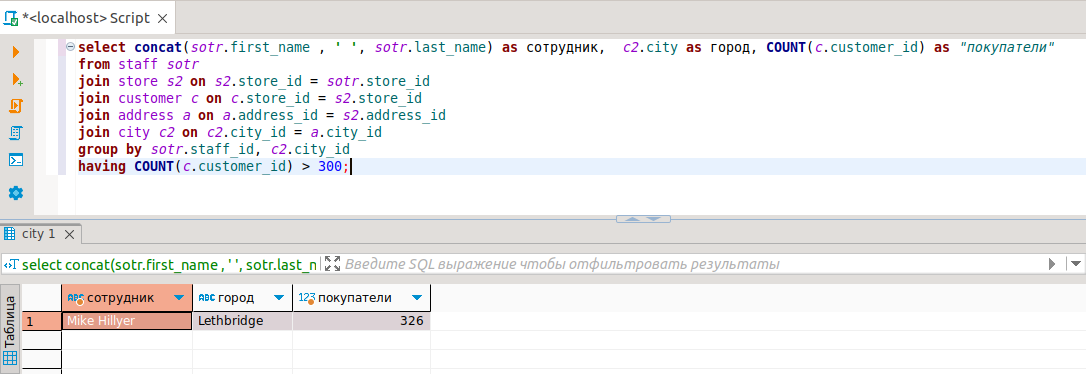 *<localhost> Script
select concat(sotr.first_name , ' ', sotr.last_name) as сотрудник,  c2.city as город, COUNT(c.customer_id) as "покупатели"
from staff sotr
join store s2 on s2.store_id = sotr.store_id
join customer c on c.store_id = s2.store_id
join address a on a.address_id = s2.address_id
join city c2 on c2.city_id = a.city_id
group by sotr.staff_id, c2.city_id
having COUNT(c.customer_id) > 300;
city 1
select concat(sotr.first_name , ' ', sotr.last_n
Введите SQL выражение чтобы отфильтровать результаты
Таблица
ABC сотрудник ABC город 123 покупатели
1 Mike Hillyer Lethbridge 326